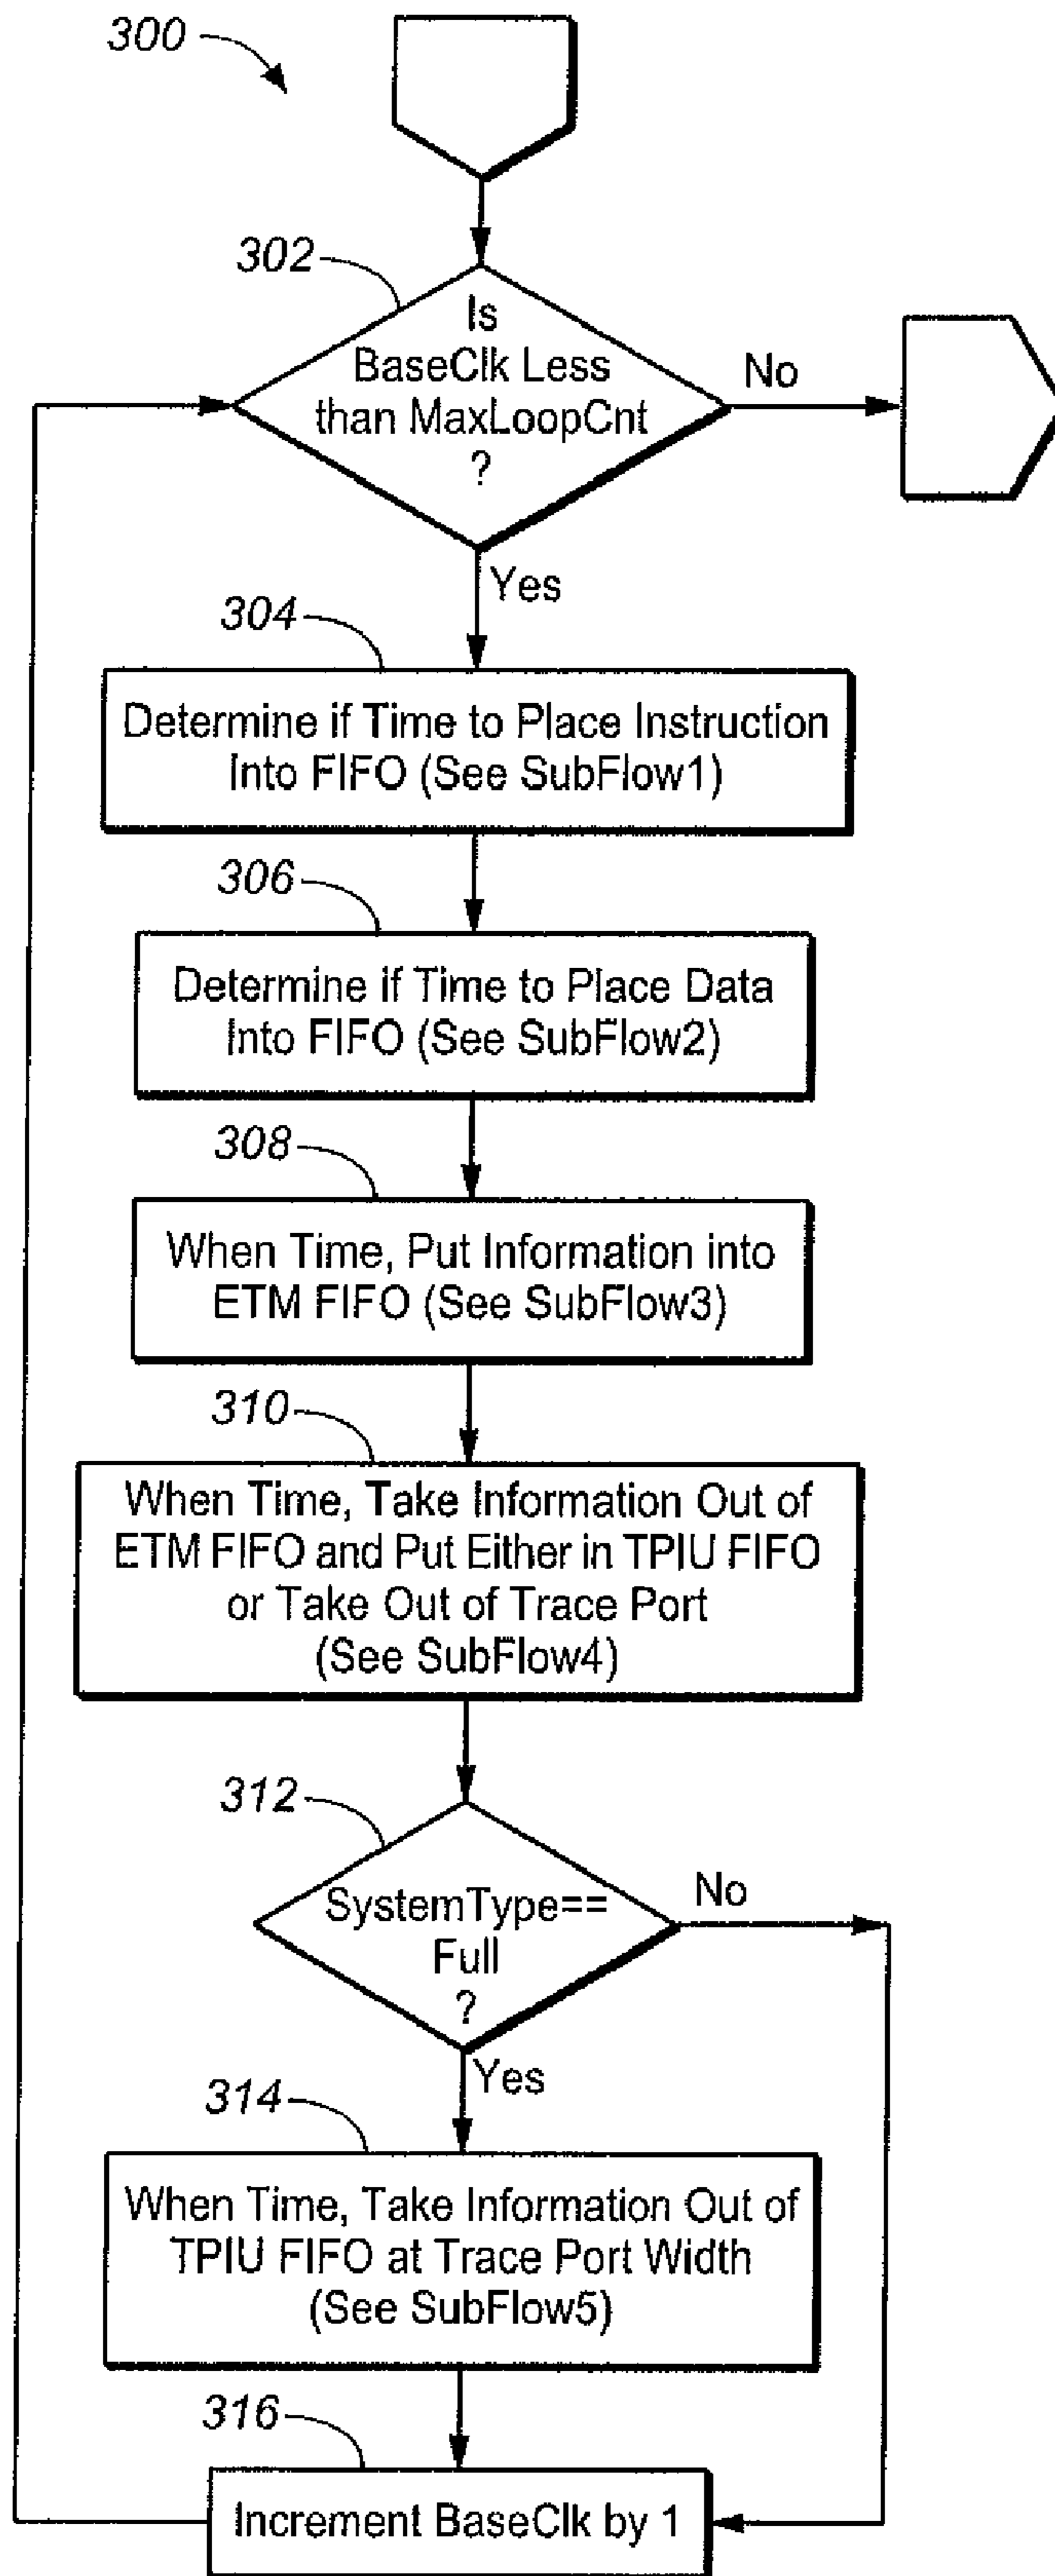 300
302
Is
BaseClk Less
than MaxLoopCnt
?
No
Yes
304
Determine if Time to Place Instruction
Into FIFO (See SubFlow1)
306
Determine if Time to Place Data
Into FIFO (See SubFlow2)
308
When Time, Put Information into
ETM FIFO (See SubFlow3)
310
When Time, Take Information Out of
ETM FIFO and Put Either in TPIU FIFO
or Take Out of Trace Port
(See SubFlow4)
312
SystemType==
Full
?
No
Yes
314
When Time, Take Information Out of
TPIU FIFO at Trace Port Width
(See SubFlow5)
316
Increment BaseClk by 1